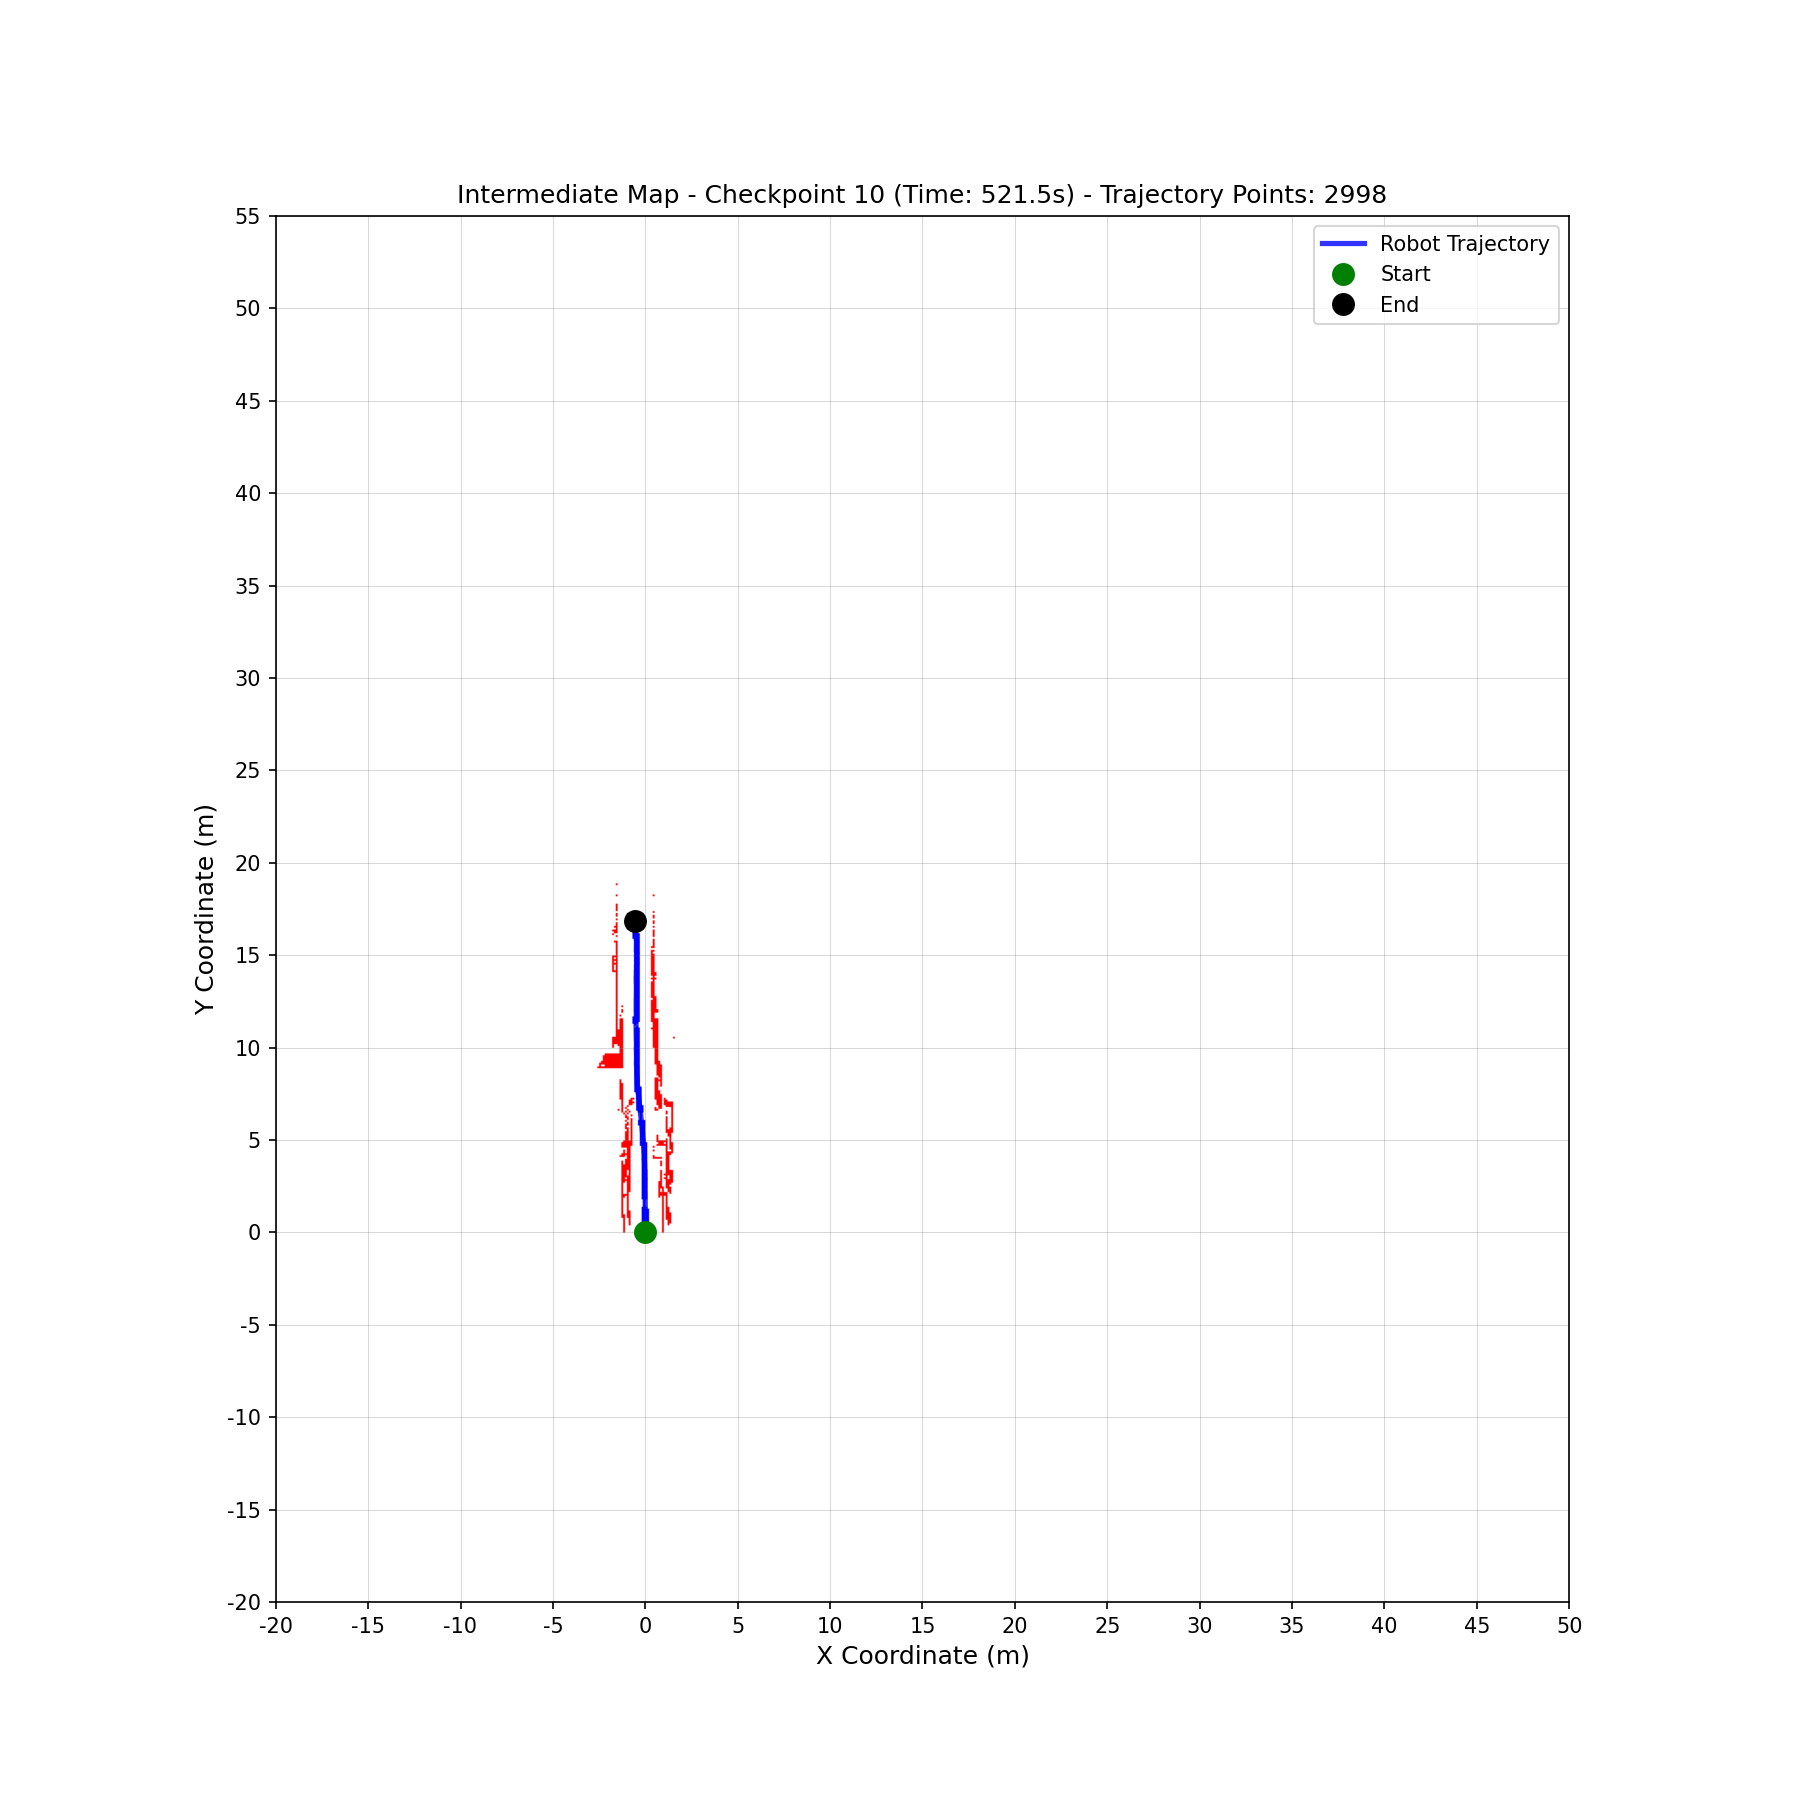 Intermediate Map - Checkpoint 10 (Time: 521.5s) - Trajectory Points: 2998
Robot Trajectory
Start
End
55
50
45
40
35
30
25
20
15
10
5
0
-5
-10
-15
-20
Y Coordinate (m)
-20 -15 -10 -5 0 5 10 15 20 25 30 35 40 45 50
X Coordinate (m)